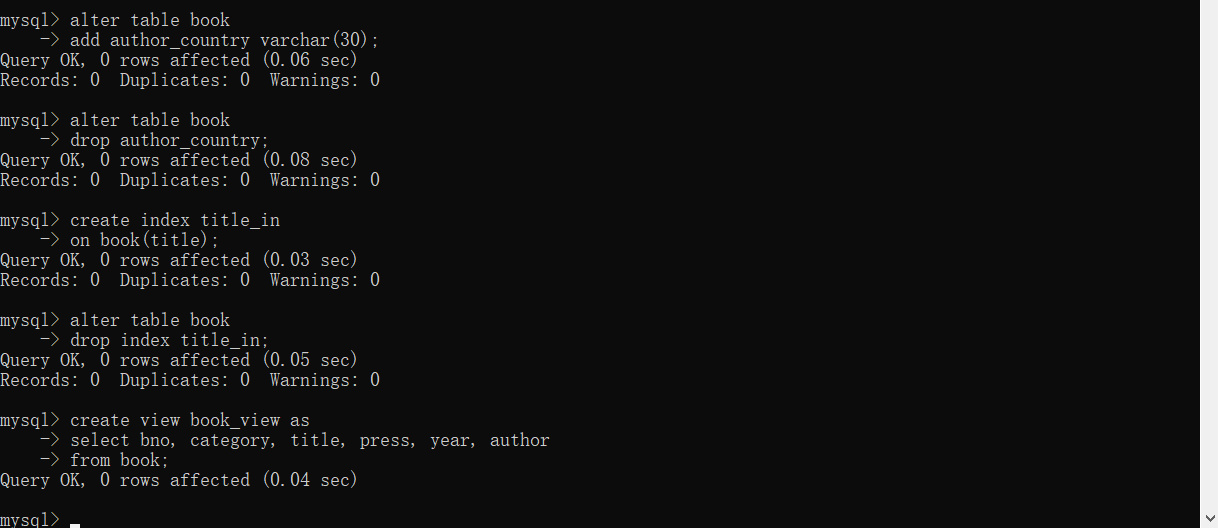 mysql> alter table book
    -> add author_country varchar(30);
Query OK, 0 rows affected (0.06 sec)
Records: 0  Duplicates: 0  Warnings: 0

mysql> alter table book
    -> drop author_country;
Query OK, 0 rows affected (0.08 sec)
Records: 0  Duplicates: 0  Warnings: 0

mysql> create index title_in
    -> on book(title);
Query OK, 0 rows affected (0.03 sec)
Records: 0  Duplicates: 0  Warnings: 0

mysql> alter table book
    -> drop index title_in;
Query OK, 0 rows affected (0.05 sec)
Records: 0  Duplicates: 0  Warnings: 0

mysql> create view book_view as
    -> select bno, category, title, press, year, author
    -> from book;
Query OK, 0 rows affected (0.04 sec)

mysql>